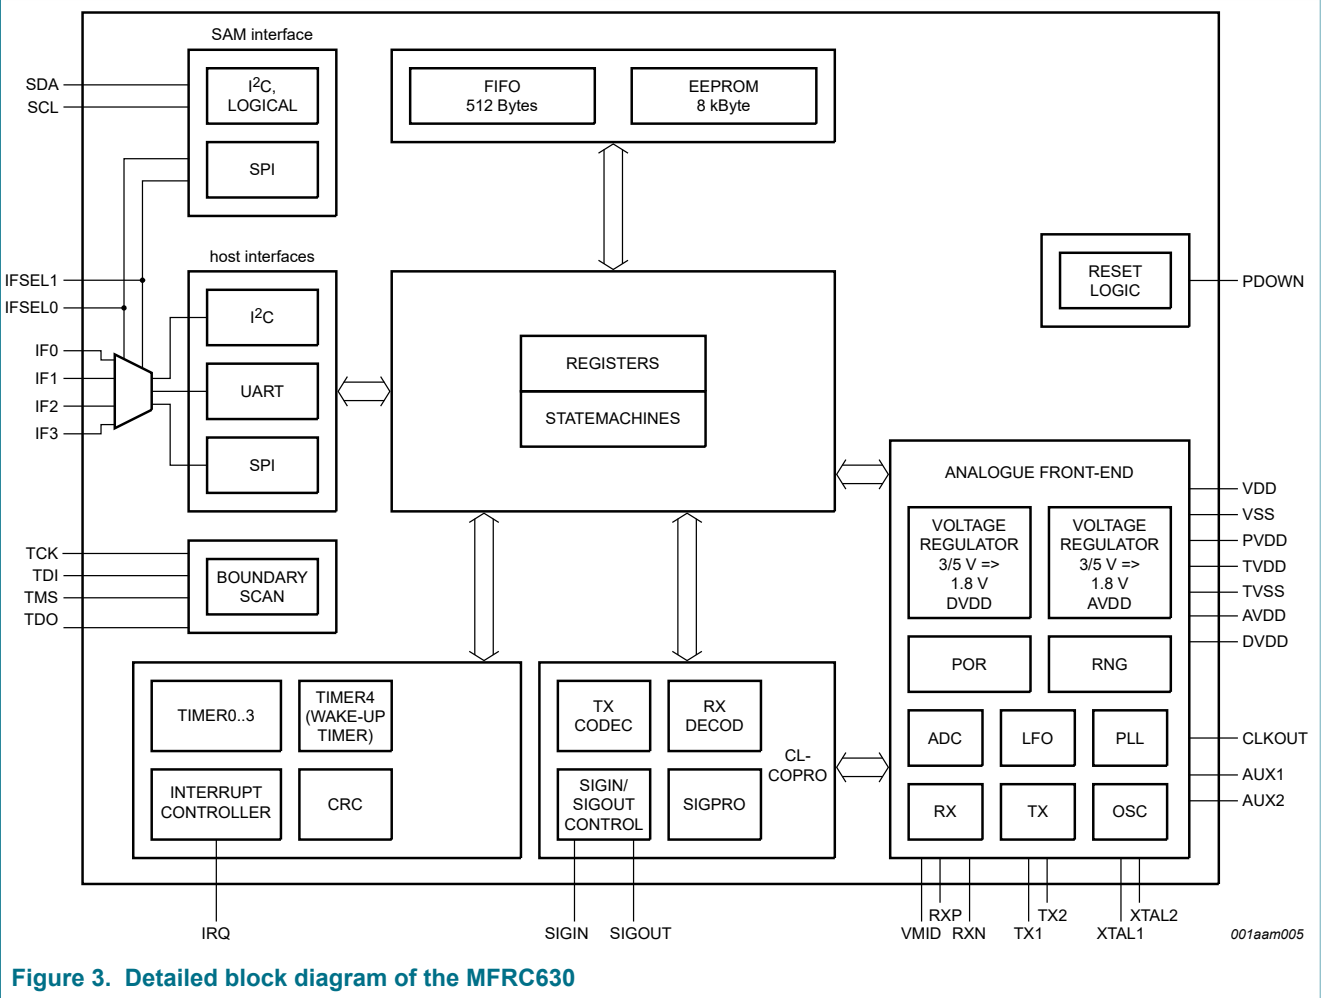 SAM interface
SDA
SCL
I2C,
LOGICAL
SPI
FIFO
512 Bytes
EEPROM
8 kByte
host interfaces
IFSEL1
IFSEL0
IF0
IF1
IF2
IF3
I2C
UART
SPI
REGISTERS
STATEMACHINES
RESET
LOGIC
PDOWN
TCK
TDI
TMS
TDO
BOUNDARY
SCAN
ANALOGUE FRONT-END
VOLTAGE
REGULATOR
3/5 V =>
1.8 V
DVDD
VOLTAGE
REGULATOR
3/5 V =>
1.8 V
AVDD
POR
RNG
ADC
LFO
PLL
RX
TX
OSC
VDD
VSS
PVDD
TVDD
TVSS
AVDD
DVDD
CLKOUT
AUX1
AUX2
TIMER0..3
TIMER4
(WAKE-UP
TIMER)
INTERRUPT
CONTROLLER
CRC
TX
CODEC
RX
DECOD
CL-
COPRO
SIGIN/
SIGOUT
CONTROL
SIGPRO
IRQ
SIGIN
SIGOUT
VMID
RXP
RXN
TX1
TX2
XTAL1
XTAL2
001aam005
Figure 3. Detailed block diagram of the MFRC630